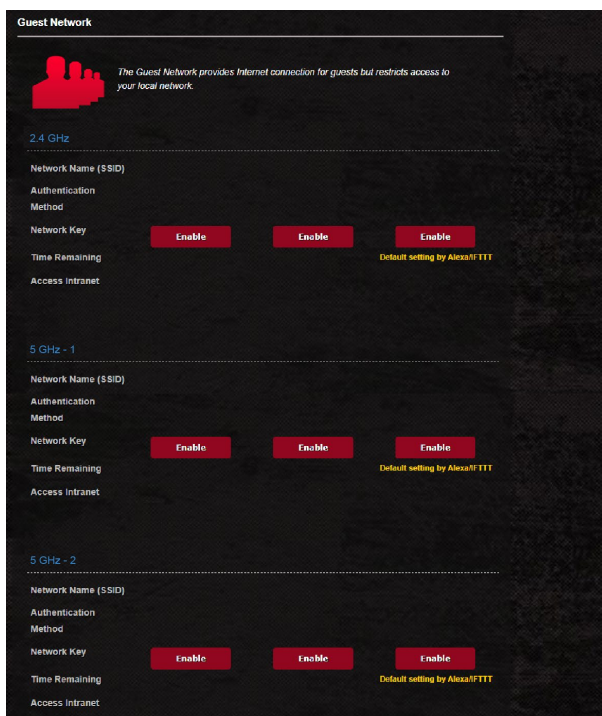 Guest Network
The Guest Network provides Internet connection for guests but restricts access to
your local network.
2.4 GHz
Network Name (SSID)
Authentication
Method
Network Key
Enable Enable Enable
Time Remaining
Default setting by Alexa/IFTTT
Access Intranet
5 GHz - 1
Network Name (SSID)
Authentication
Method
Network Key
Enable Enable Enable
Time Remaining
Default setting by Alexa/IFTTT
Access Intranet
5 GHz - 2
Network Name (SSID)
Authentication
Method
Network Key
Enable Enable Enable
Time Remaining
Default setting by Alexa/IFTTT
Access Intranet